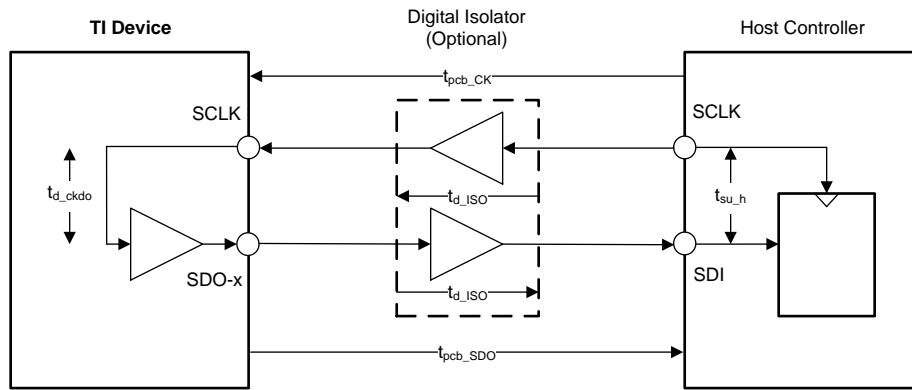 TI Device
Digital Isolator
(Optional)
Host Controller
t_pcb_CK
SCLK
SCLK
t_d_ckdo
t_d_ISO
t_su_h
SDO-x
SDI
t_d_ISO
t_pcb_SDO